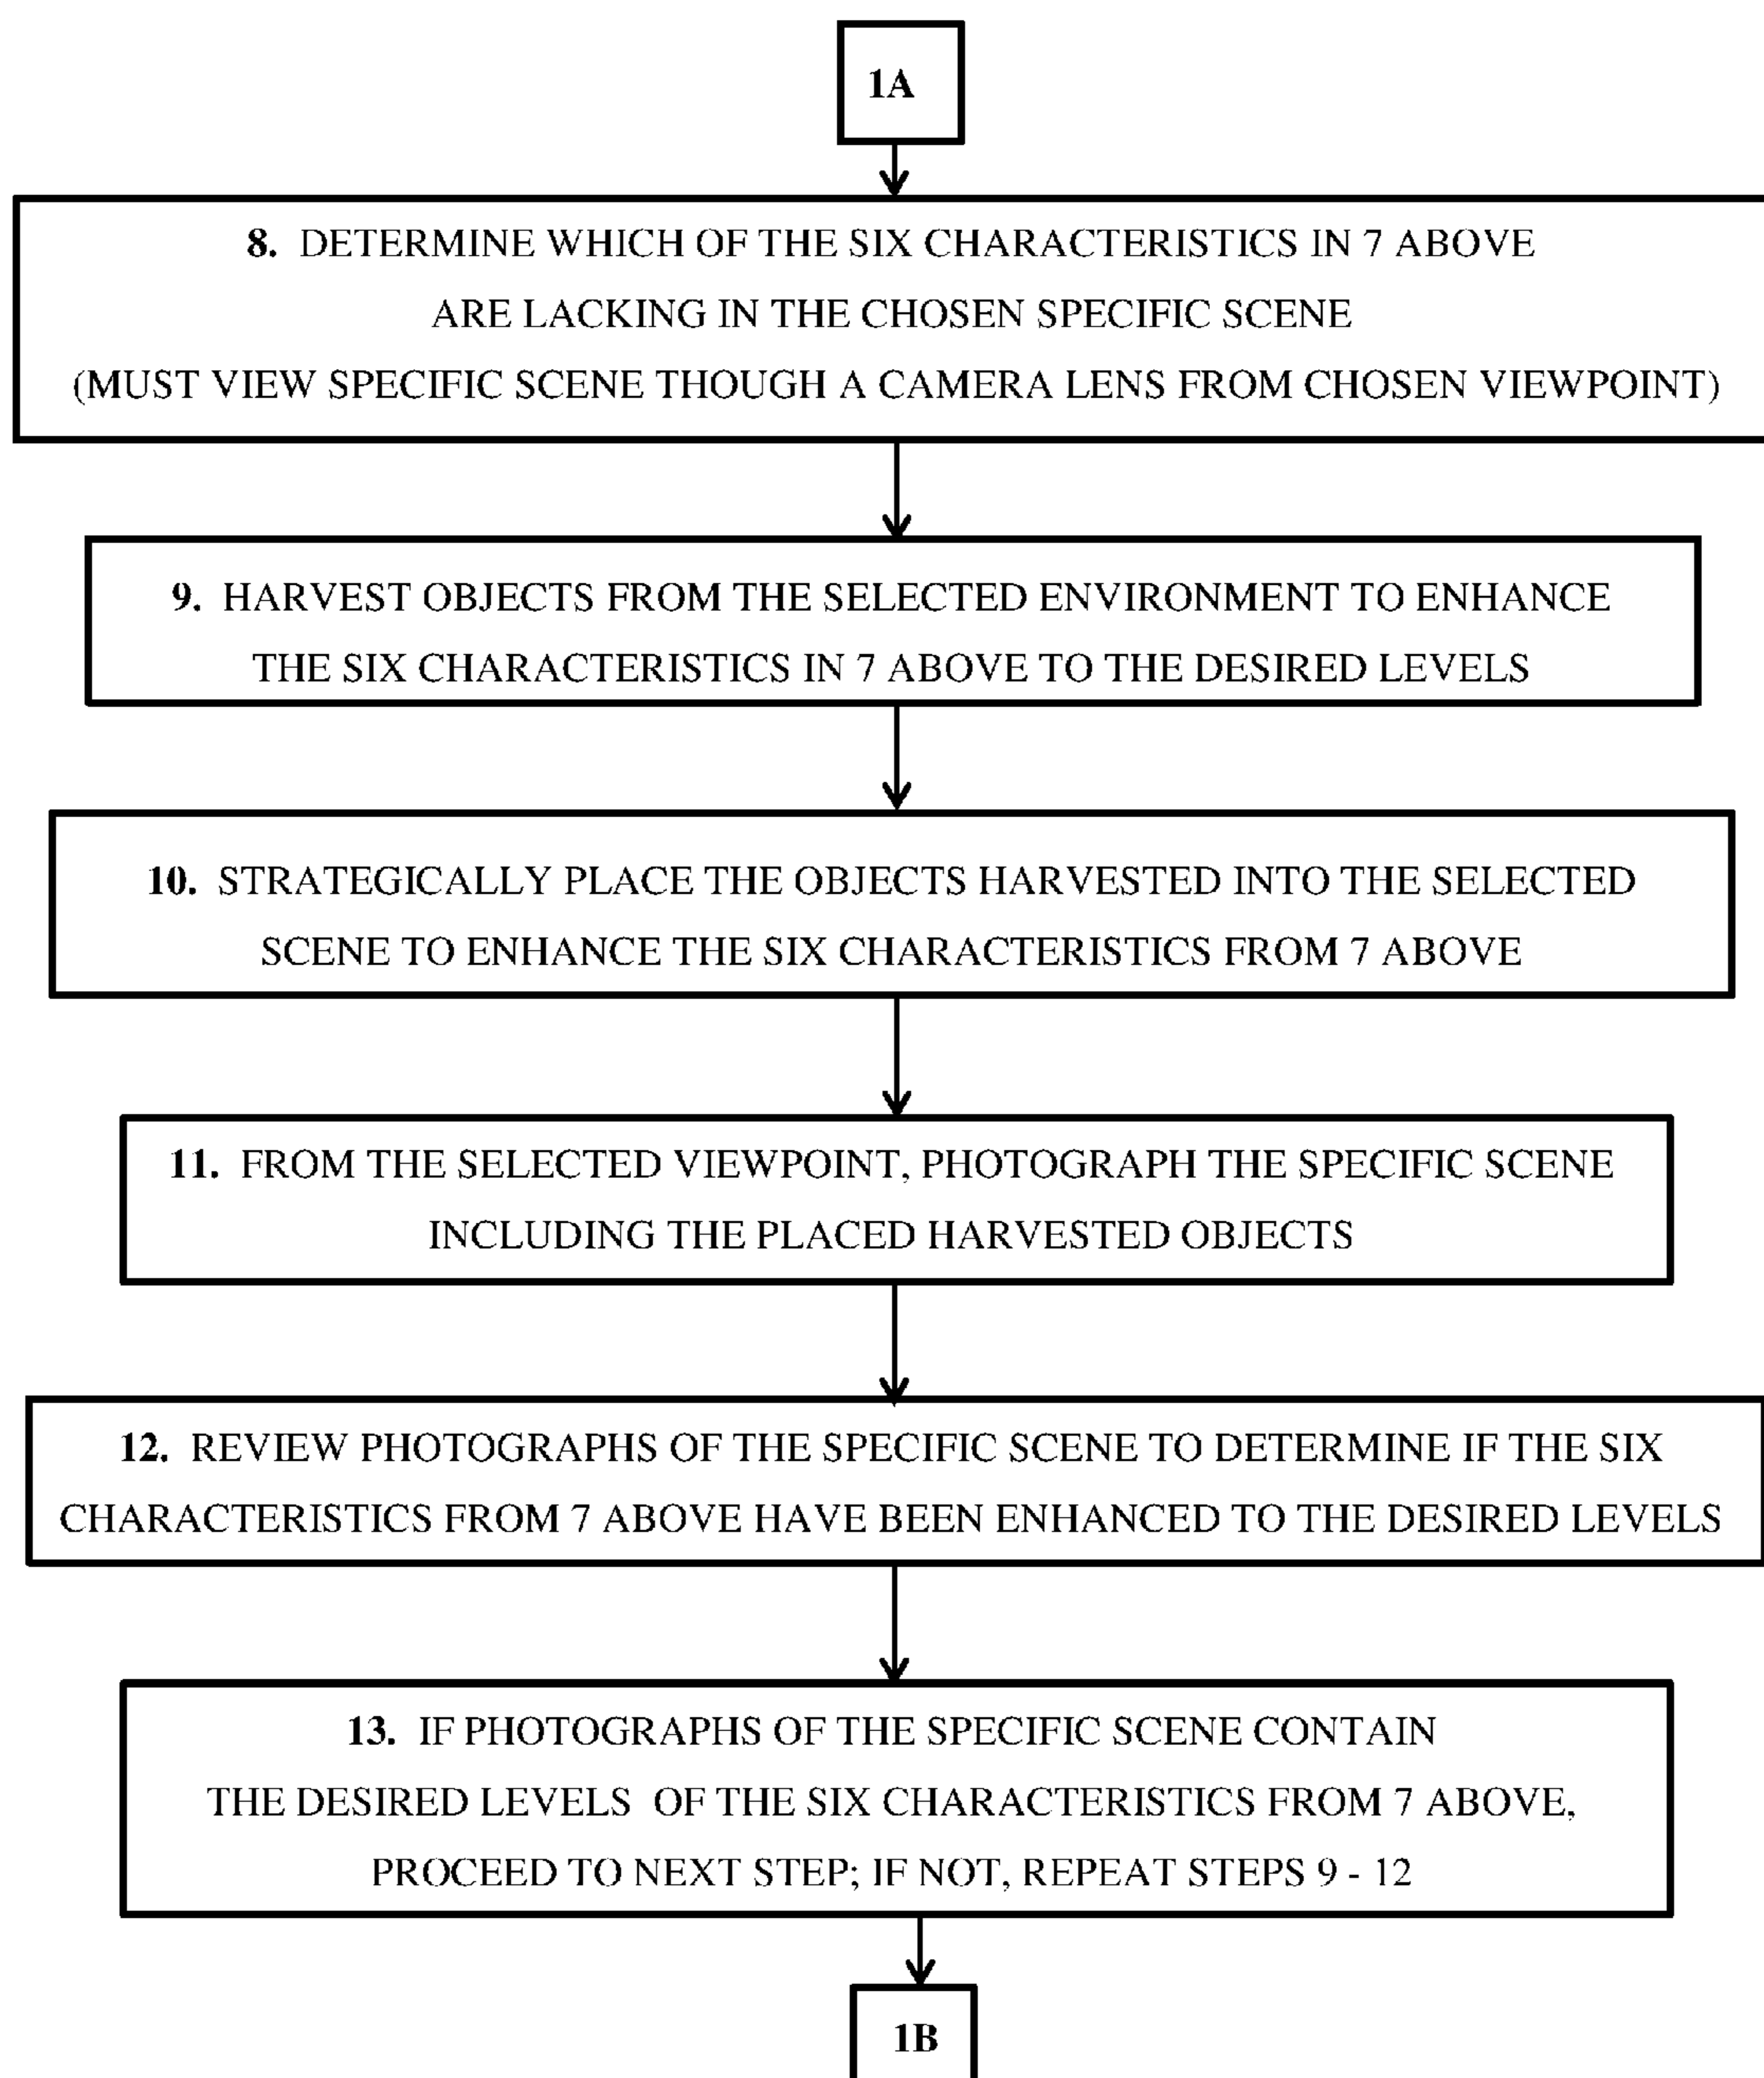 1A
8. DETERMINE WHICH OF THE SIX CHARACTERISTICS IN 7 ABOVE
ARE LACKING IN THE CHOSEN SPECIFIC SCENE
(MUST VIEW SPECIFIC SCENE THOUGH A CAMERA LENS FROM CHOSEN VIEWPOINT)
9. HARVEST OBJECTS FROM THE SELECTED ENVIRONMENT TO ENHANCE
THE SIX CHARACTERISTICS IN 7 ABOVE TO THE DESIRED LEVELS
10. STRATEGICALLY PLACE THE OBJECTS HARVESTED INTO THE SELECTED
SCENE TO ENHANCE THE SIX CHARACTERISTICS FROM 7 ABOVE
11. FROM THE SELECTED VIEWPOINT, PHOTOGRAPH THE SPECIFIC SCENE
INCLUDING THE PLACED HARVESTED OBJECTS
12. REVIEW PHOTOGRAPHS OF THE SPECIFIC SCENE TO DETERMINE IF THE SIX
CHARACTERISTICS FROM 7 ABOVE HAVE BEEN ENHANCED TO THE DESIRED LEVELS
13. IF PHOTOGRAPHS OF THE SPECIFIC SCENE CONTAIN
THE DESIRED LEVELS OF THE SIX CHARACTERISTICS FROM 7 ABOVE,
PROCEED TO NEXT STEP; IF NOT, REPEAT STEPS 9 - 12
1B